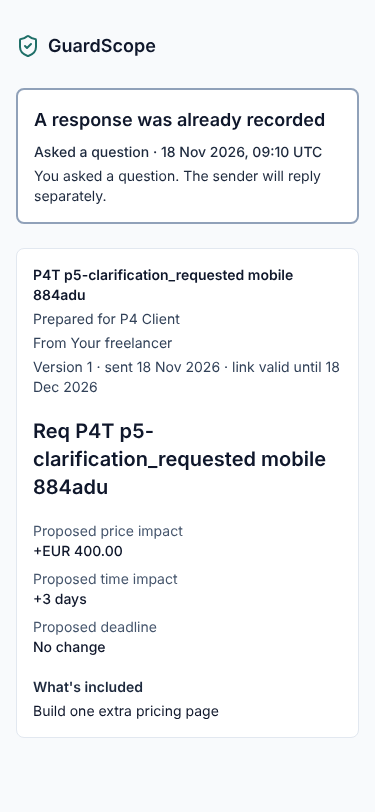 GuardScope
A response was already recorded
Asked a question · 18 Nov 2026, 09:10 UTC
You asked a question. The sender will reply
separately.
P4T p5-clarification_requested mobile
884adu
Prepared for P4 Client
From Your freelancer
Version 1 · sent 18 Nov 2026 · link valid until 18
Dec 2026
Req P4T p5-
clarification_requested mobile
884adu
Proposed price impact
+EUR 400.00
Proposed time impact
+3 days
Proposed deadline
No change
What's included
Build one extra pricing page